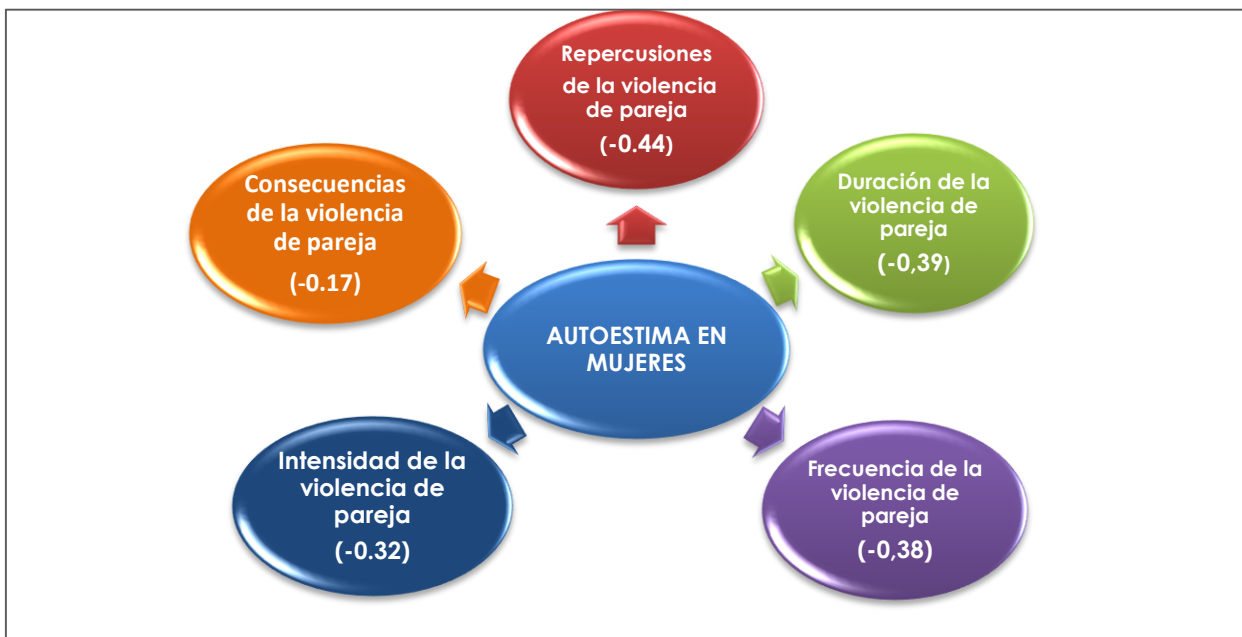 Repercusiones
de la violencia
de pareja
(-0.44)
Consecuencias
de la violencia
de pareja
(-0.17)
Duración de la
violencia de
pareja
(-0,39)
AUTOESTIMA EN
MUJERES
Intensidad de la
violencia de
pareja
(-0.32)
Frecuencia de la
violencia de
pareja
(-0,38)